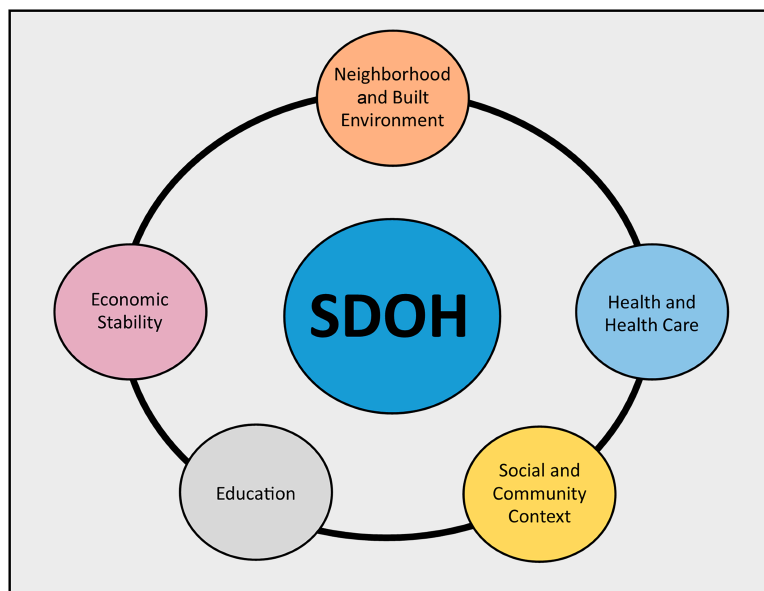 Neighborhood
and Built
Environment
Economic
Stability
SDOH
Health and
Health Care
Education
Social and
Community
Context